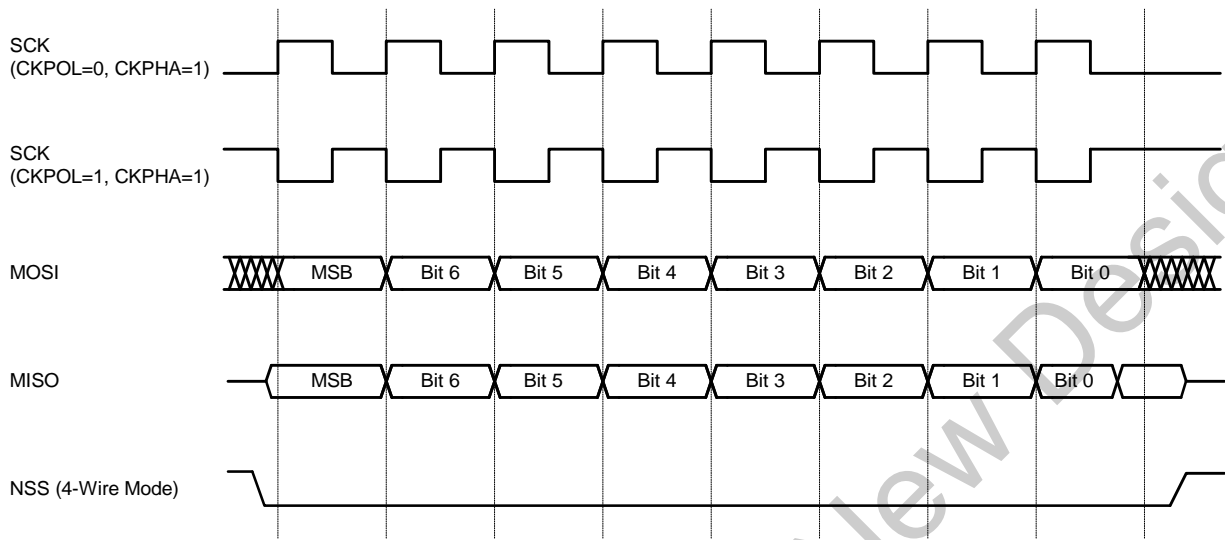 SCK
(CKPOL=0, CKPHA=1)
SCK
(CKPOL=1, CKPHA=1)
MOSI
MSB Bit 6 Bit 5 Bit 4 Bit 3 Bit 2 Bit 1 Bit 0
MISO
MSB Bit 6 Bit 5 Bit 4 Bit 3 Bit 2 Bit 1 Bit 0
NSS (4-Wire Mode)
New Desig